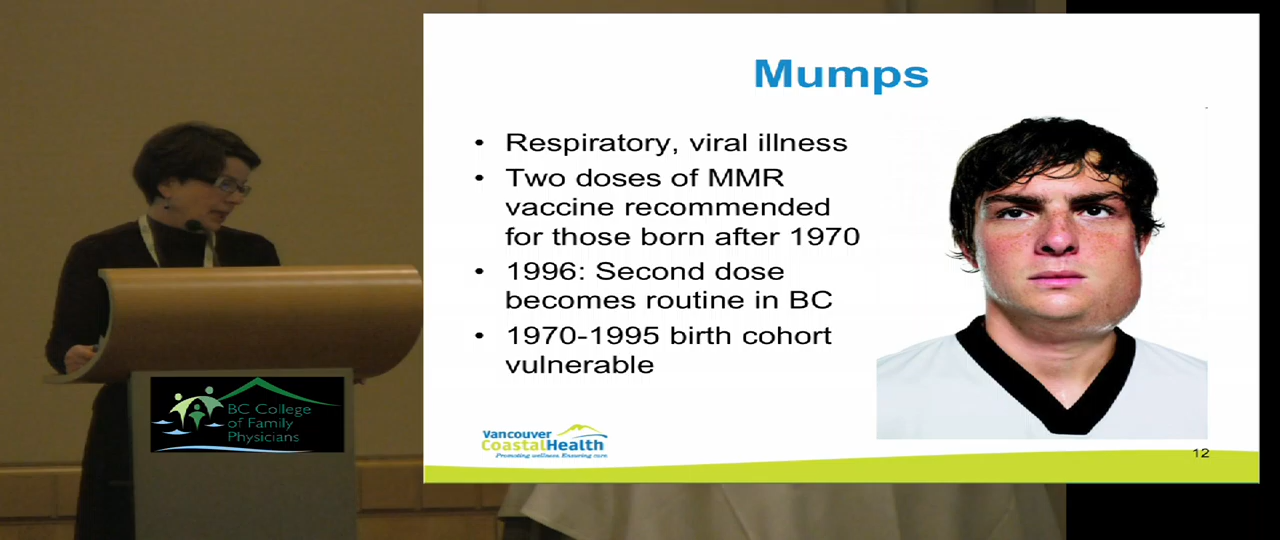 Mumps
• Respiratory, viral illness
• Two doses of MMR
vaccine recommended
for those born after 1970
• 1996: Second dose
becomes routine in BC
• 1970-1995 birth cohort
vulnerable
Vancouver
CoastalHealth
Promoting wellness. Ensuring care.
12
BC College
of Family
Physicians